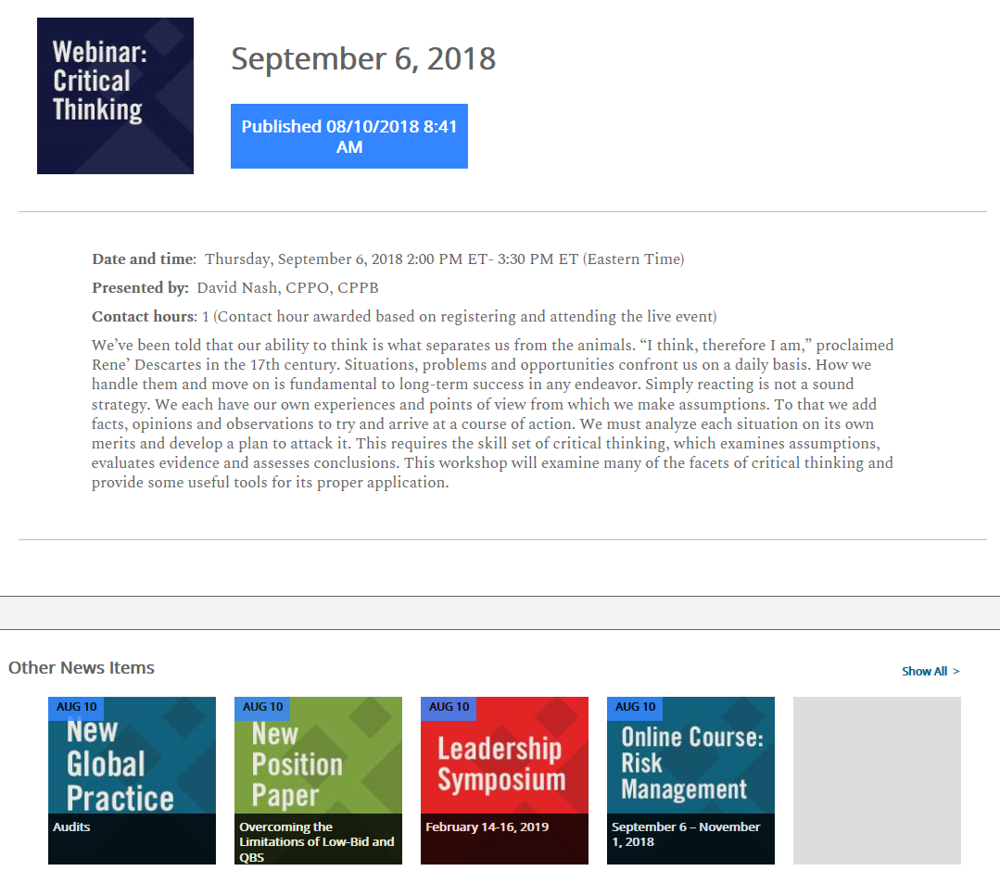 Webinar:
Critical
Thinking
September 6, 2018
Published 08/10/2018 8:41
AM
Date and time:  Thursday, September 6, 2018 2:00 PM ET- 3:30 PM ET (Eastern Time)
Presented by:  David Nash, CPPO, CPPB
Contact hours: 1 (Contact hour awarded based on registering and attending the live event)
We’ve been told that our ability to think is what separates us from the animals. “I think, therefore I am,” proclaimed
Rene’ Descartes in the 17th century. Situations, problems and opportunities confront us on a daily basis. How we
handle them and move on is fundamental to long-term success in any endeavor. Simply reacting is not a sound
strategy. We each have our own experiences and points of view from which we make assumptions. To that we add
facts, opinions and observations to try and arrive at a course of action. We must analyze each situation on its own
merits and develop a plan to attack it. This requires the skill set of critical thinking, which examines assumptions,
evaluates evidence and assesses conclusions. This workshop will examine many of the facets of critical thinking and
provide some useful tools for its proper application.
Other News Items
Show All >
AUG 10
New
Global
Practice
Audits
AUG 10
New
Position
Paper
Overcoming the
Limitations of Low-Bid and
QBS
AUG 10
Leadership
Symposium
February 14-16, 2019
AUG 10
Online Course:
Risk
Management
September 6 – November
1, 2018